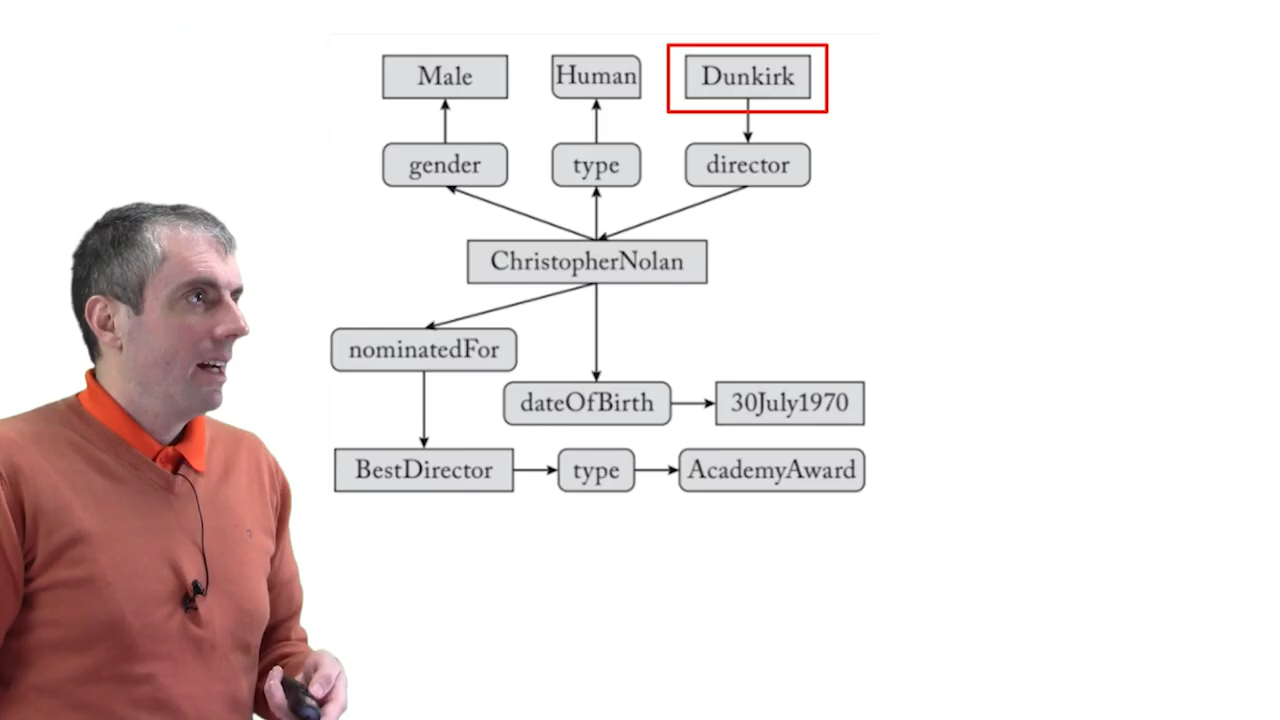 Male
Human
Dunkirk
gender
type
director
ChristopherNolan
nominatedFor
dateOfBirth
30July1970
BestDirector
type
AcademyAward